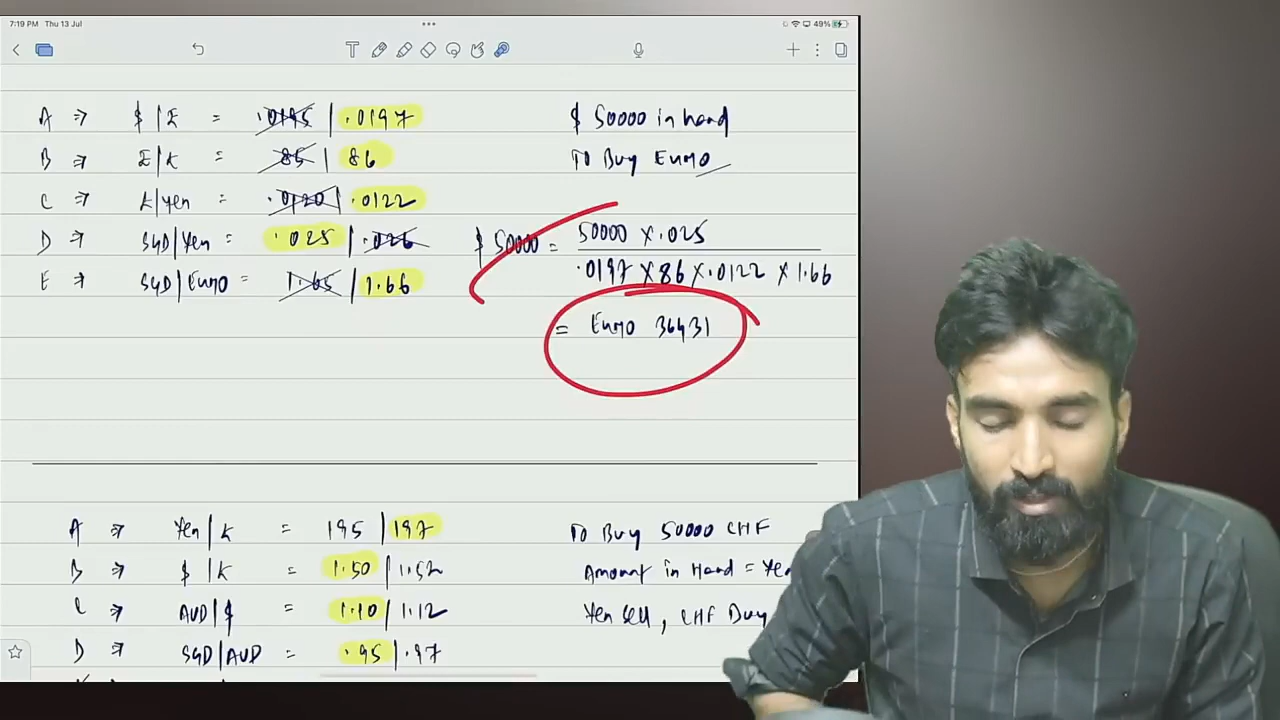 7:19 PM Thu 13 Jul
49%
A ⇒ $|£ = .0195|.0197
B ⇒ £|K = 85|86
C ⇒ K|Yen = .0120|.0122
D ⇒ SGD|Yen = .025|.026
E ⇒ SGD|Euro = 1.65|1.66
$ 50000 in hand
To Buy Euro
$ 50000 = 50000 × .025
.0197 × 86 × .0122 × 1.66
= Euro 36431
A ⇒ Yen|K = 195|197
B ⇒ $|K = 1.50|1.52
C ⇒ AUD|$ = 1.10|1.12
D ⇒ SGD|AUD = .95|.97
To Buy 50000 CHF
Amount in Hand = Yen
Yen Sell, CHF Buy